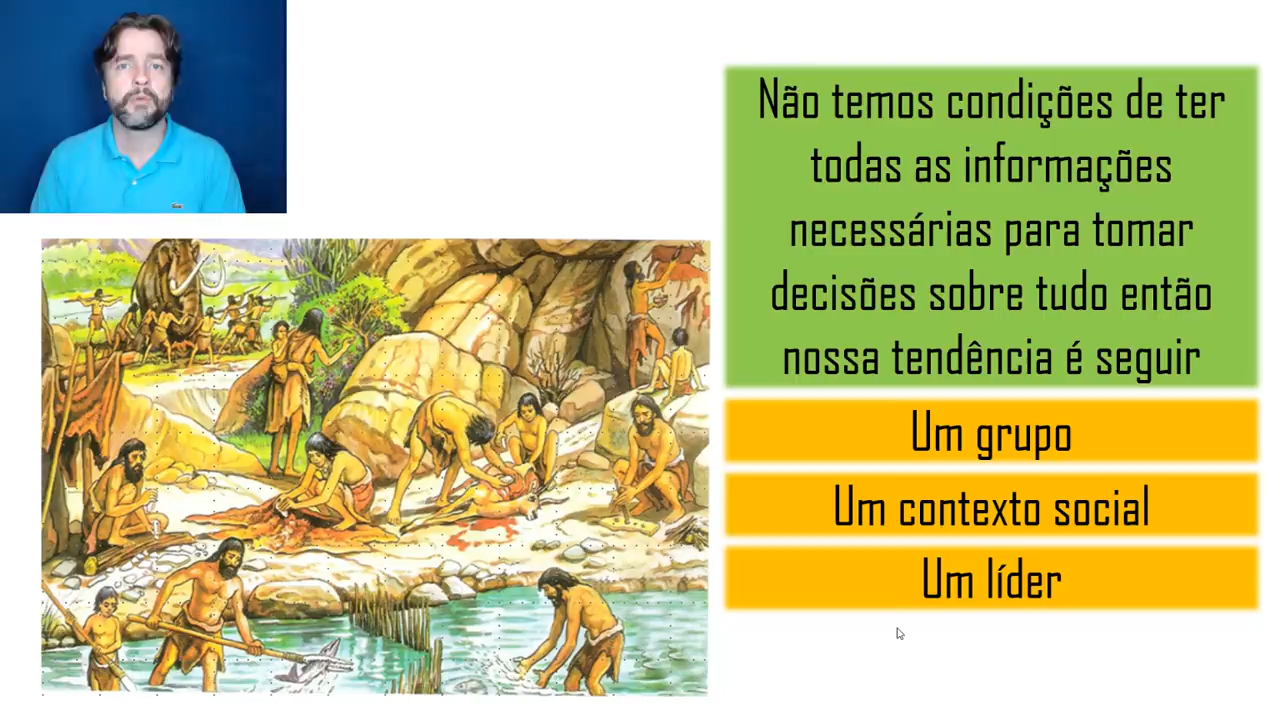 Não temos condições de ter
todas as informações
necessárias para tomar
decisões sobre tudo então
nossa tendência é seguir
Um grupo
Um contexto social
Um líder